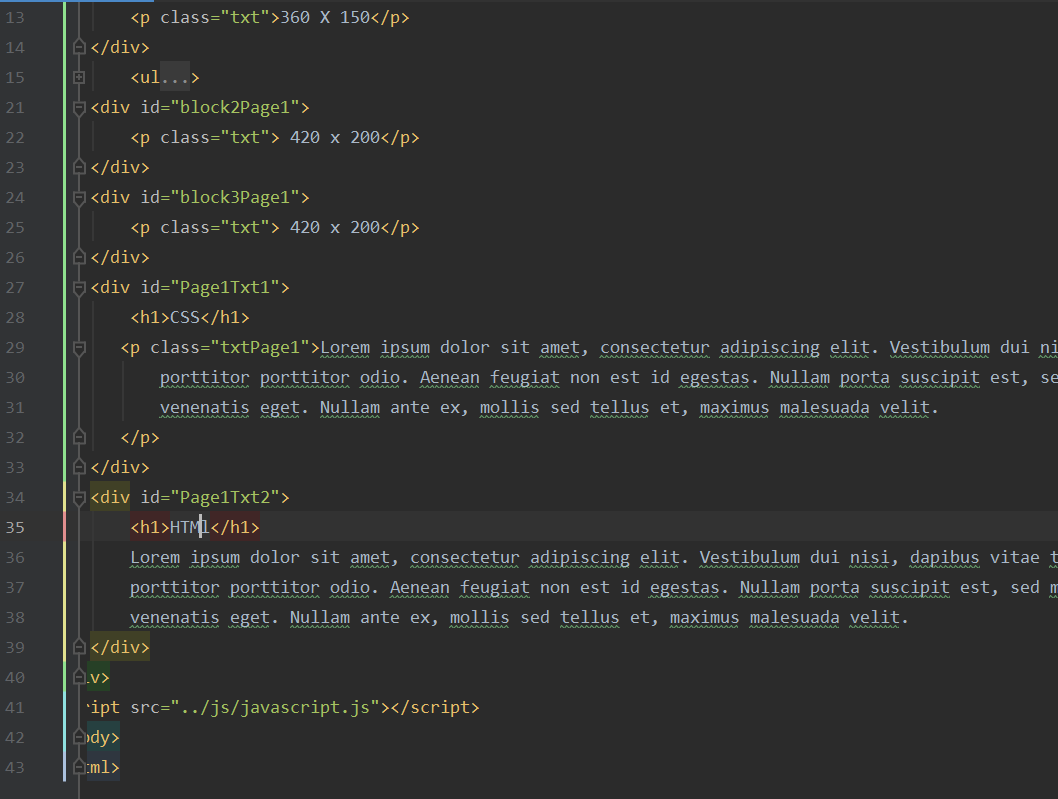 13 <p class="txt">360 X 150</p>
14 </div>
15 <ul...>
21 <div id="block2Page1">
22 <p class="txt"> 420 x 200</p>
23 </div>
24 <div id="block3Page1">
25 <p class="txt"> 420 x 200</p>
26 </div>
27 <div id="Page1Txt1">
28 <h1>CSS</h1>
29 <p class="txtPage1">Lorem ipsum dolor sit amet, consectetur adipiscing elit. Vestibulum dui ni
30 porttitor porttitor odio. Aenean feugiat non est id egestas. Nullam porta suscipit est, se
31 venenatis eget. Nullam ante ex, mollis sed tellus et, maximus malesuada velit.
32 </p>
33 </div>
34 <div id="Page1Txt2">
35 <h1>HTMl</h1>
36 Lorem ipsum dolor sit amet, consectetur adipiscing elit. Vestibulum dui nisi, dapibus vitae t
37 porttitor porttitor odio. Aenean feugiat non est id egestas. Nullam porta suscipit est, sed m
38 venenatis eget. Nullam ante ex, mollis sed tellus et, maximus malesuada velit.
39 </div>
40 iv>
41 ript src="../js/javascript.js"></script>
42 ody>
43 tml>